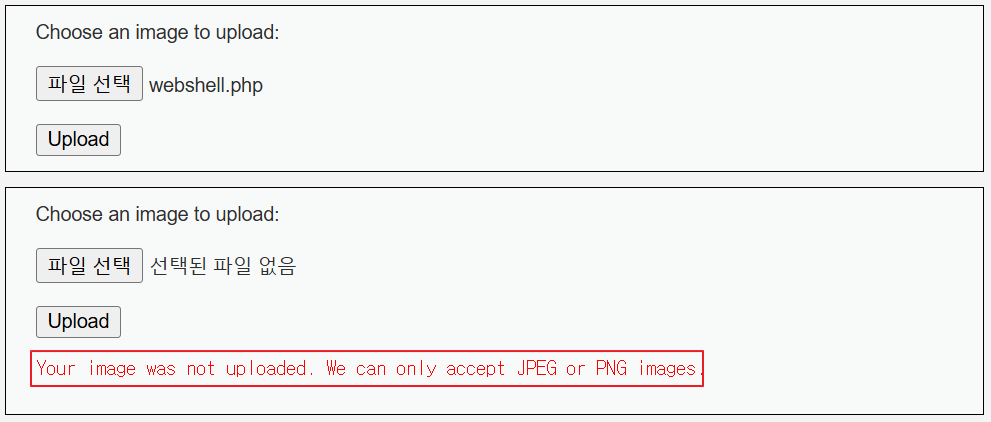 Choose an image to upload:
파일 선택 webshell.php
Upload
Choose an image to upload:
파일 선택 선택된 파일 없음
Upload
Your image was not uploaded. We can only accept JPEG or PNG images.